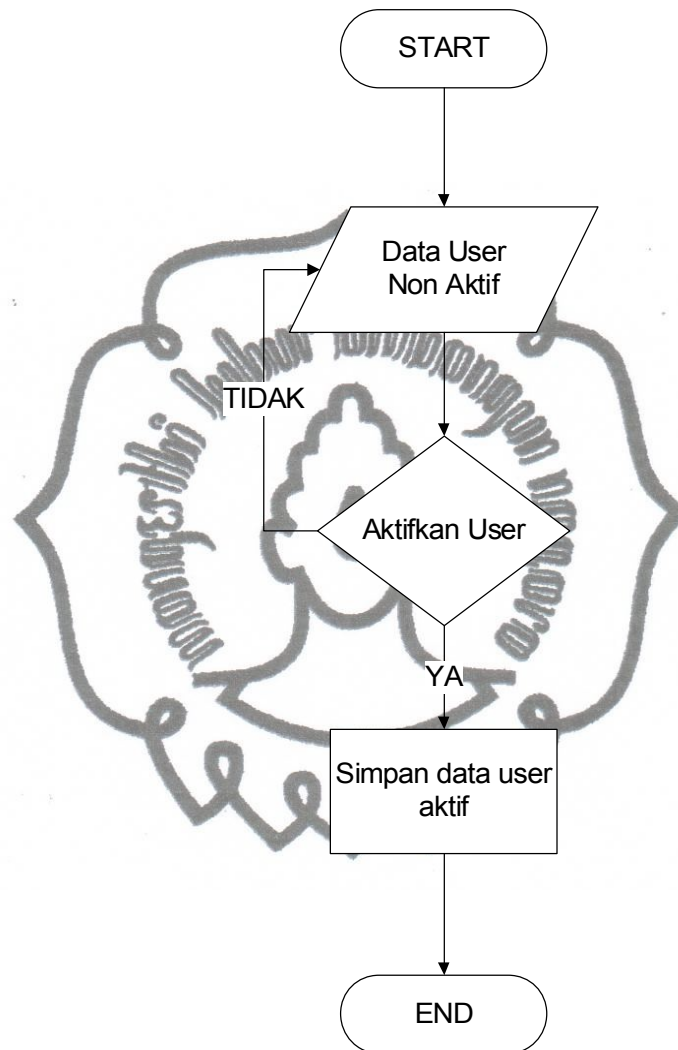 START
Data User
Non Aktif
TIDAK
Aktifkan User
YA
Simpan data user
aktif
END